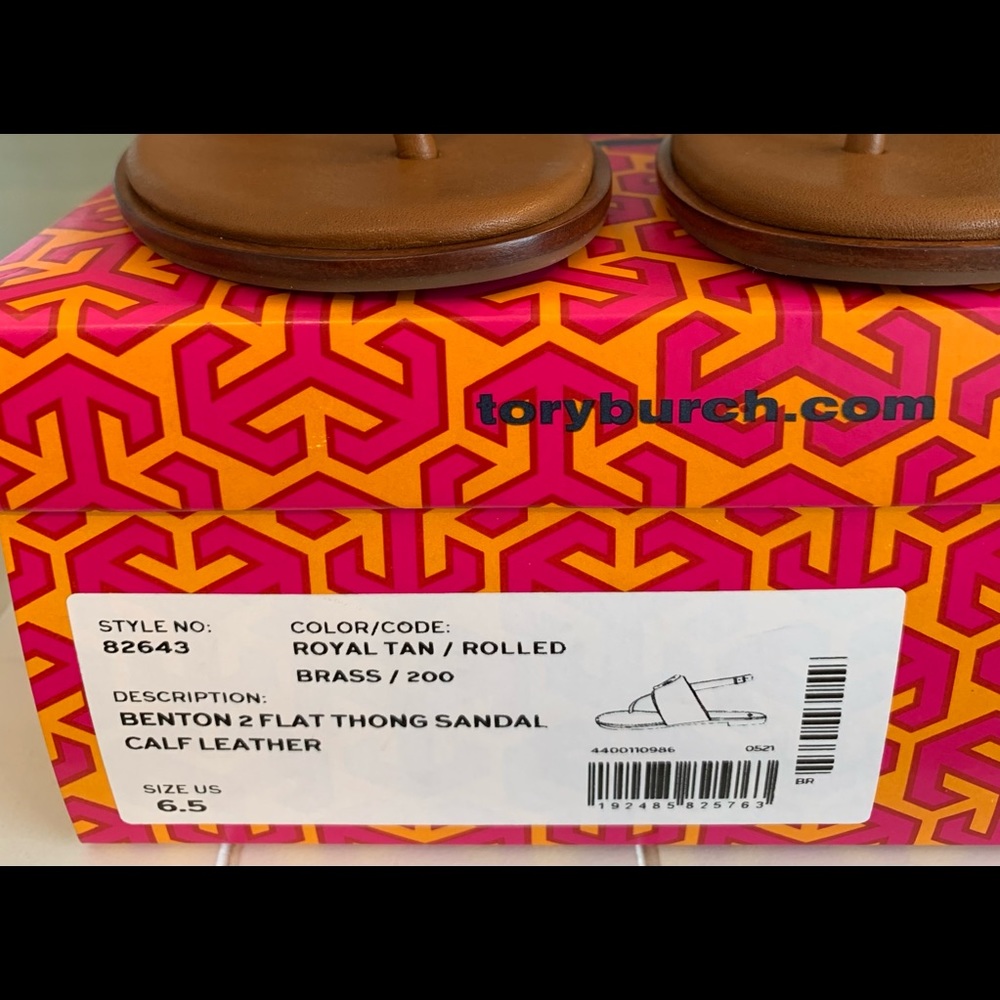 toryburch.com
STYLE NO:
82643
COLOR/CODE:
ROYAL TAN / ROLLED
BRASS / 200
DESCRIPTION:
BENTON 2 FLAT THONG SANDAL
CALF LEATHER
SIZE US
6.5
4400110986 0521
192485825763
BR